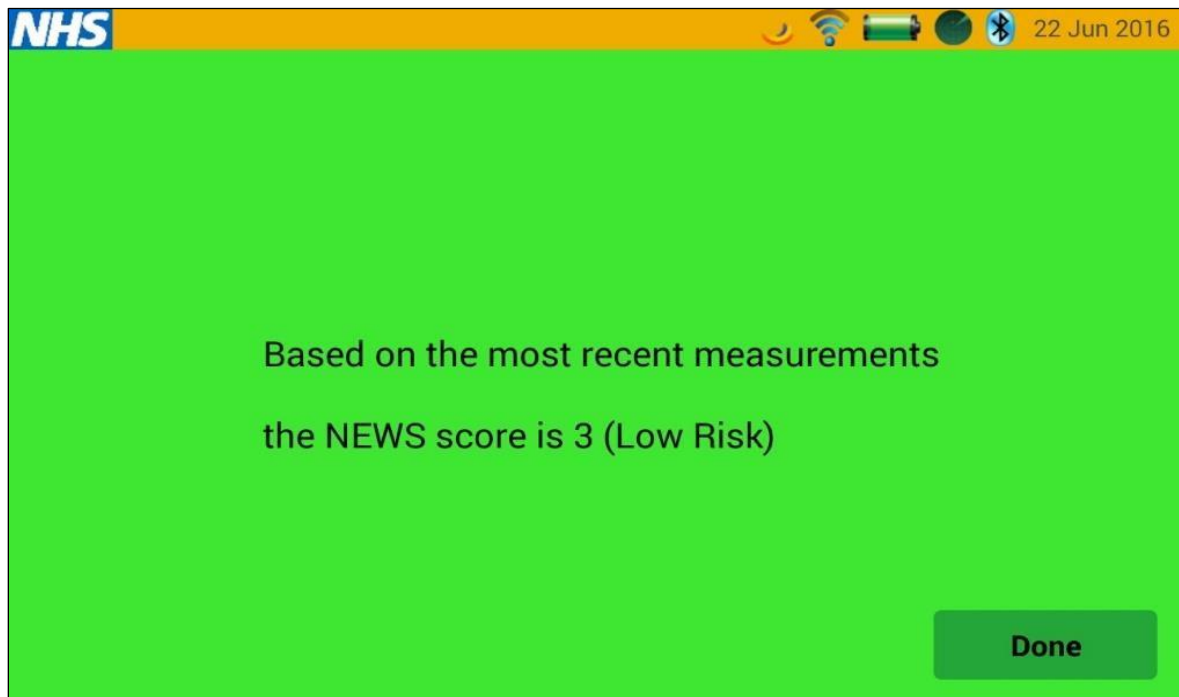 NHS
22 Jun 2016
Based on the most recent measurements
the NEWS score is 3 (Low Risk)
Done